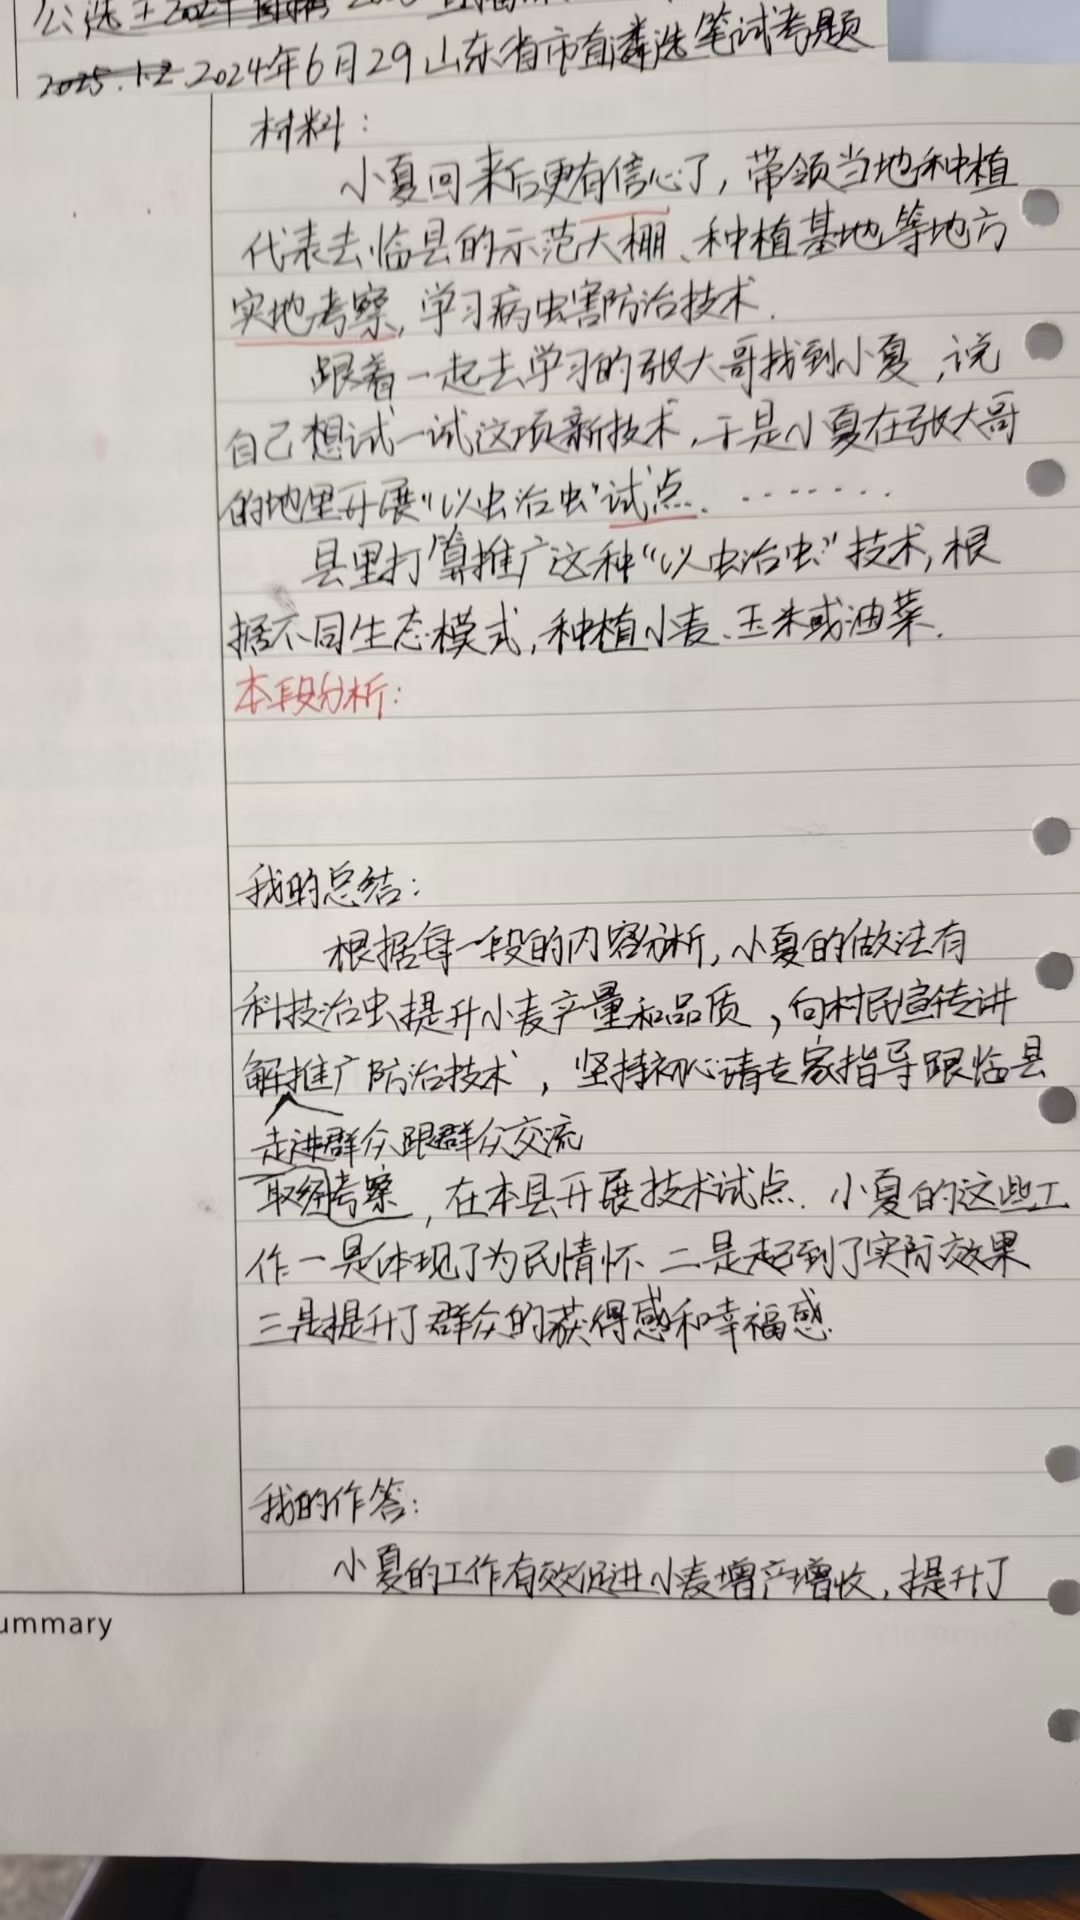 公选±2024
2025.12.2024年6月29山东省市直遴选笔试考题
材料：
小夏回来后更有信心了，带领当地种植
代表去临县的示范大棚、种植基地等地方
实地考察，学习病虫害防治技术.
跟着一起去学习的张大哥找到小夏，说
自己想试一试这项新技术，于是小夏在张大哥
的地里开展“以虫治虫”试点. ........
县里打算推广这种“以虫治虫”技术，根
据不同生态模式，种植小麦、玉米或油菜.
本段分析：
我的总结：
根据每一段的内容分析，小夏的做法有
科技治虫提升小麦产量和品质，向村民宣传讲
解推广防治技术，坚持初心请专家指导跟临县
走进群众跟群众交流
取经考察，在本县开展技术试点. 小夏的这些工
作一是体现了为民情怀 二是起到了实际效果
三是提升了群众的获得感和幸福感.
我的作答：
小夏的工作有效促进小麦增产增收，提升了
ummary